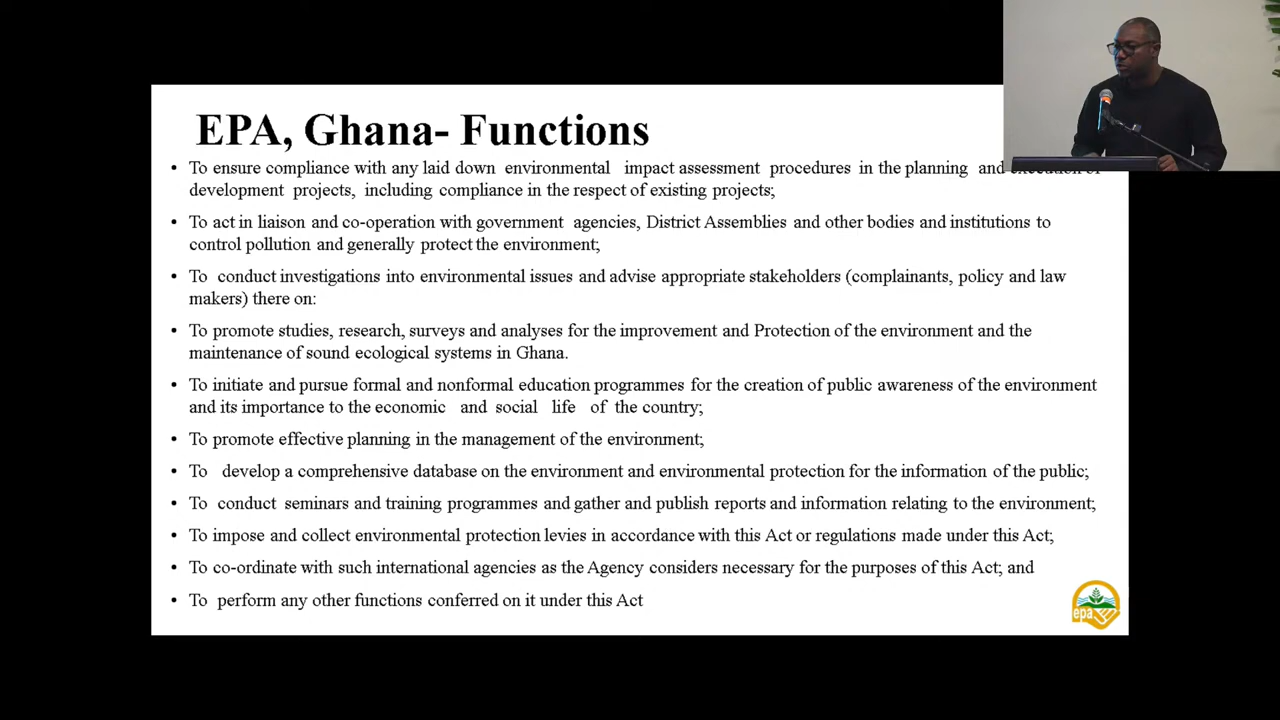 EPA, Ghana- Functions
• To ensure compliance with any laid down environmental impact assessment procedures in the planning and execution of
development projects, including compliance in the respect of existing projects;
• To act in liaison and co-operation with government agencies, District Assemblies and other bodies and institutions to
control pollution and generally protect the environment;
• To conduct investigations into environmental issues and advise appropriate stakeholders (complainants, policy and law
makers) there on:
• To promote studies, research, surveys and analyses for the improvement and Protection of the environment and the
maintenance of sound ecological systems in Ghana.
• To initiate and pursue formal and nonformal education programmes for the creation of public awareness of the environment
and its importance to the economic and social life of the country;
• To promote effective planning in the management of the environment;
• To develop a comprehensive database on the environment and environmental protection for the information of the public;
• To conduct seminars and training programmes and gather and publish reports and information relating to the environment;
• To impose and collect environmental protection levies in accordance with this Act or regulations made under this Act;
• To co-ordinate with such international agencies as the Agency considers necessary for the purposes of this Act; and
• To perform any other functions conferred on it under this Act
epa